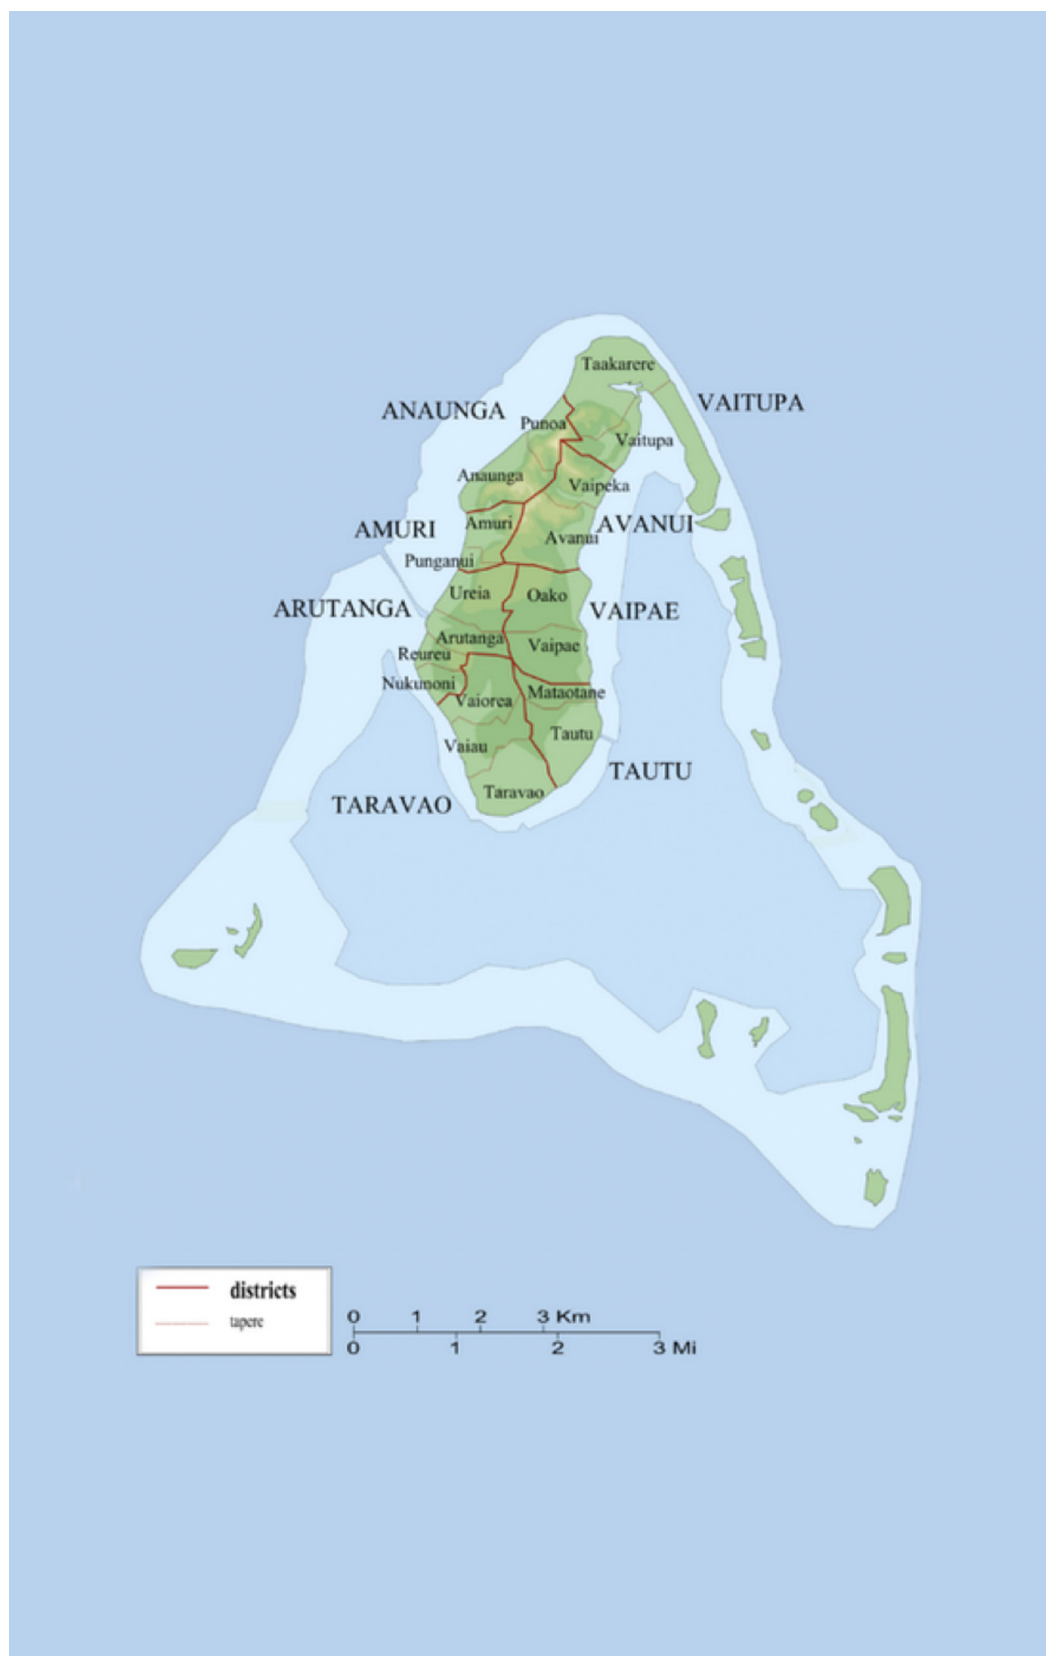 Taakarere
VAITUPA
ANAUNGA
Punoa
Vaitupa
Anaunga
Vaipeka
Amuri
AVANUI
AMURI
Avanui
Punganui
Ureia
Oako
ARUTANGA
VAIPAE
Arutanga
Vaipae
Reureu
Nukunoni
Mataotane
Vaiorea
Tautu
Vaiau
TAUTU
Taravao
TARAVAO
districts
tapere
0 1 2 3 Km
0 1 2 3 Mi